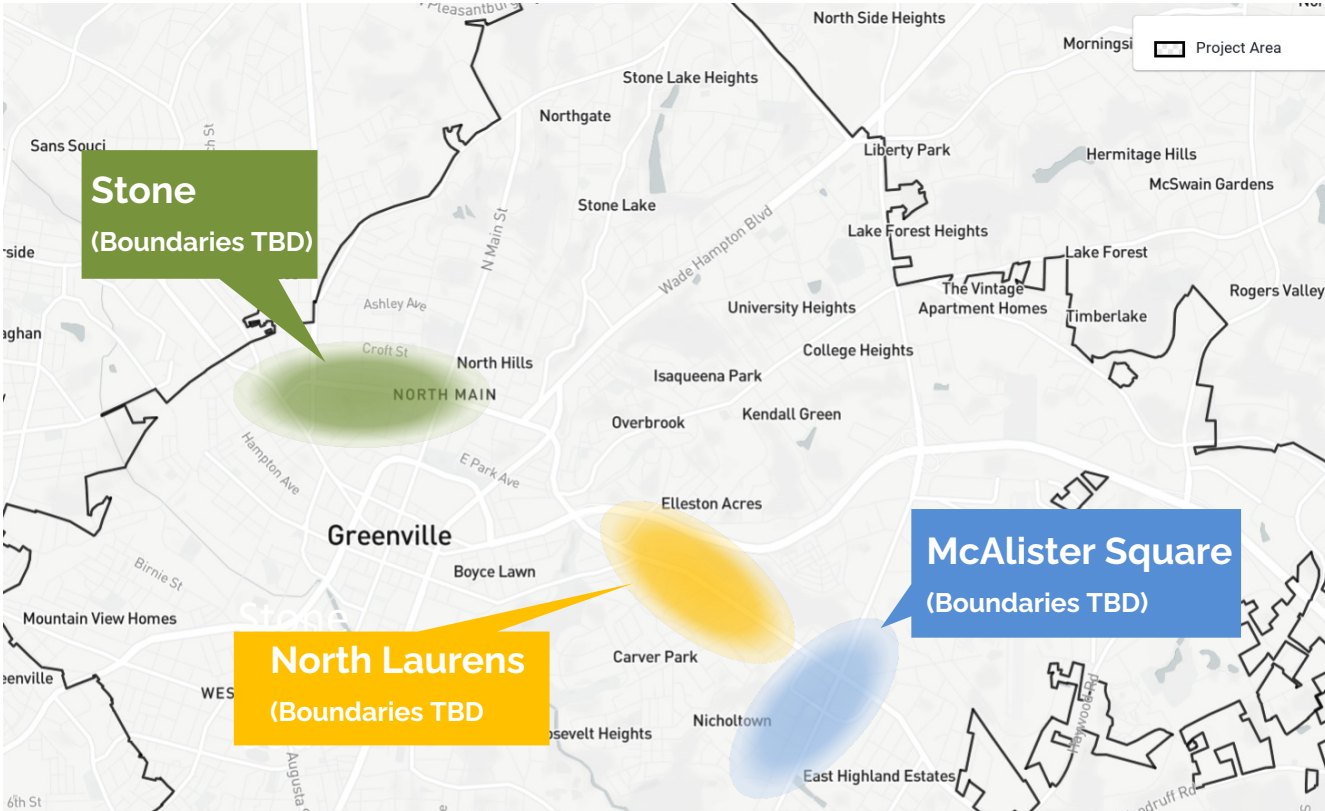 North Side Heights
Morningsi
Project Area
Stone Lake Heights
Northgate
Sans Souci
ch St
Liberty Park
Hermitage Hills
McSwain Gardens
Stone
(Boundaries TBD)
Stone Lake
N Main St
Wade Hampton Blvd
Lake Forest Heights
rside
Lake Forest
The Vintage
Apartment Homes
Rogers Valley
Ashley Ave
University Heights
Timberlake
aghan
Croft St
North Hills
College Heights
Isaqueena Park
NORTH MAIN
Overbrook
Kendall Green
Hampton Ave
E Park Ave
Elleston Acres
Greenville
McAlister Square
(Boundaries TBD)
Birnie St
Boyce Lawn
Stone
Mountain View Homes
North Laurens
(Boundaries TBD
Carver Park
eenville
WES
Haywood Rd
Nicholtown
osevelt Heights
East Highland Estates
Augusta
6th St
druff Rd